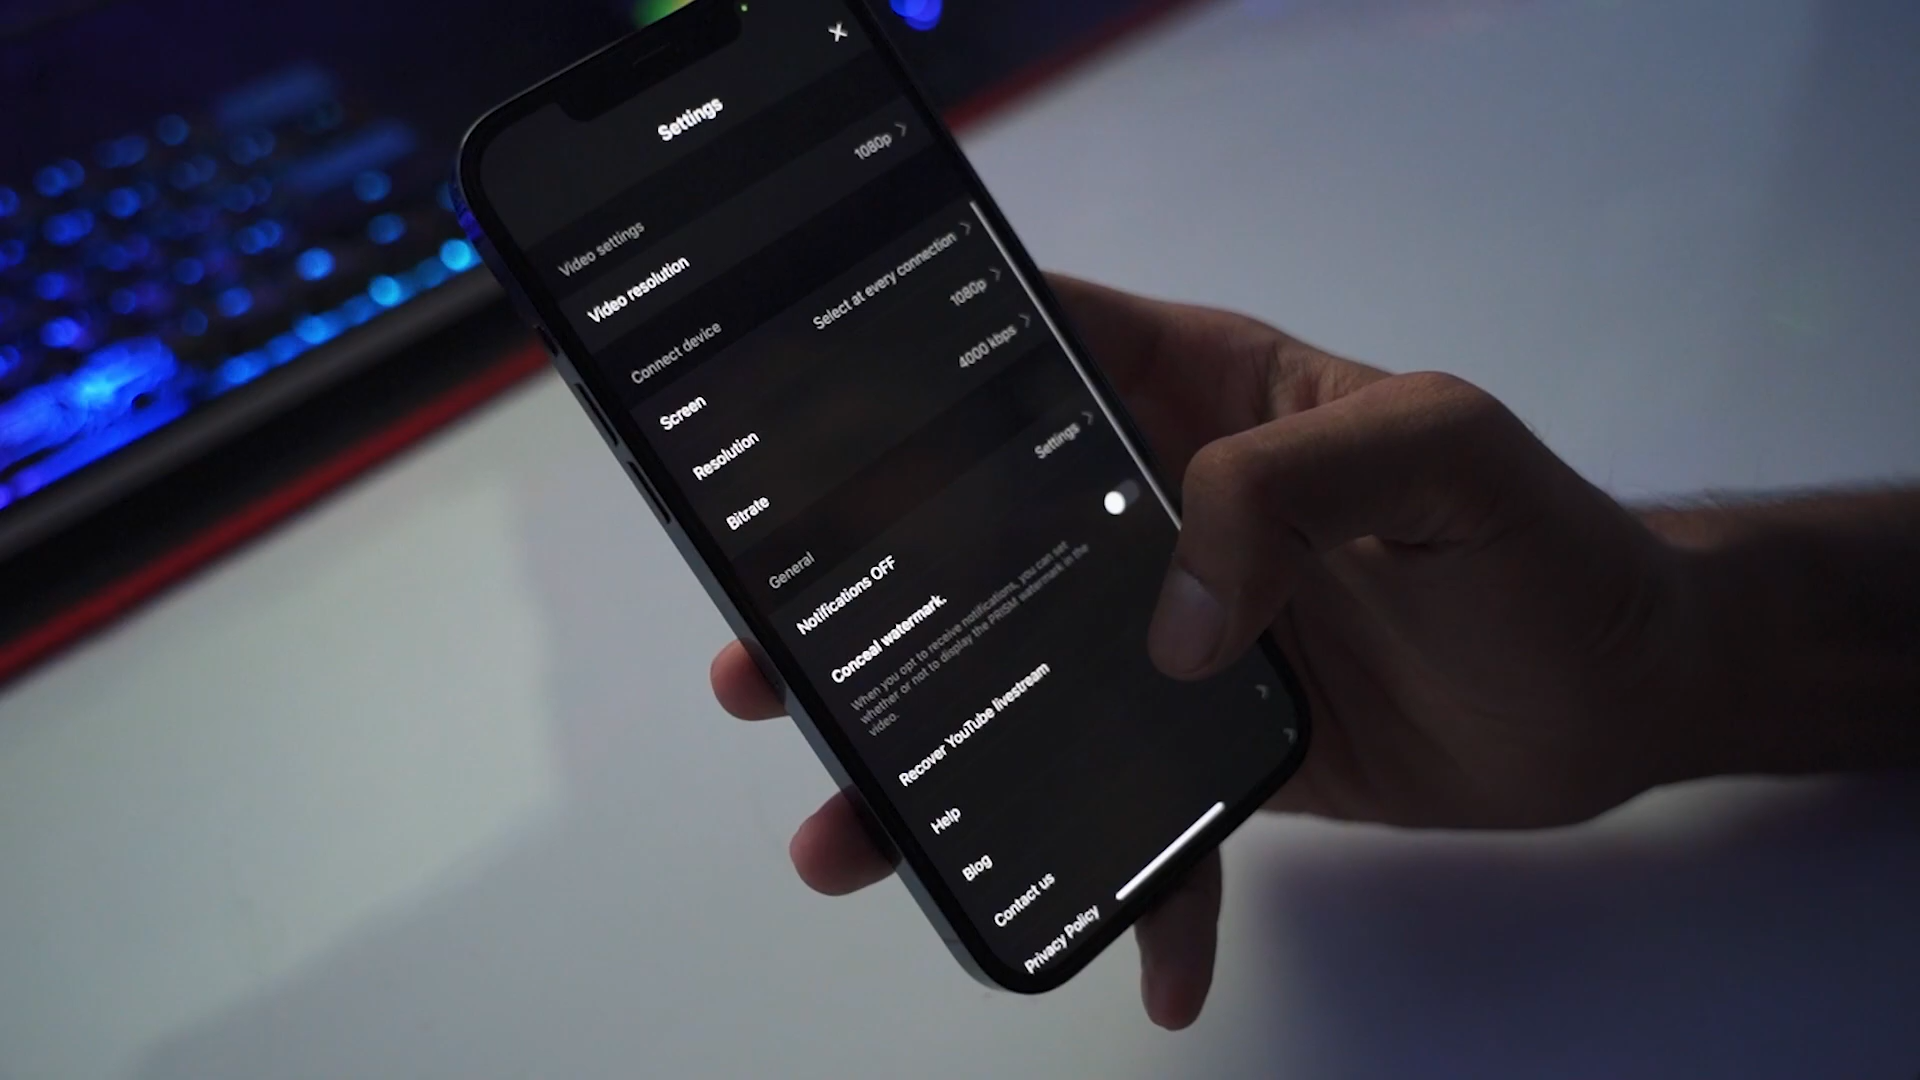 Settings
Video settings
Video resolution 1080p
Connect device
Screen Select at every connection
Resolution 1080p
Bitrate 4000 kbps
General
Notifications OFF Settings
Conceal watermark.
When you opt to receive notifications, you can set
whether or not to display the PRISM watermark in the
video.
Recover YouTube livestream
Help
Blog
Contact us
Privacy Policy